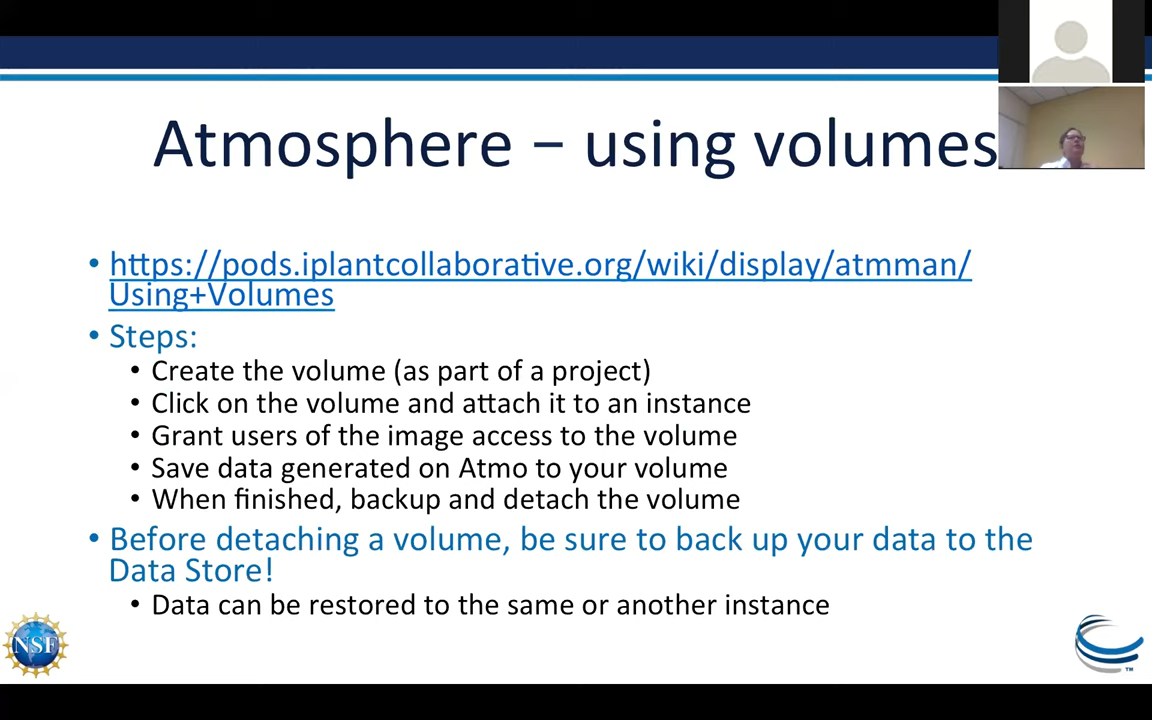 Atmosphere – using volumes
• https://pods.iplantcollaborative.org/wiki/display/atmman/
Using+Volumes
• Steps:
• Create the volume (as part of a project)
• Click on the volume and attach it to an instance
• Grant users of the image access to the volume
• Save data generated on Atmo to your volume
• When finished, backup and detach the volume
• Before detaching a volume, be sure to back up your data to the
Data Store!
• Data can be restored to the same or another instance
NSF
TM